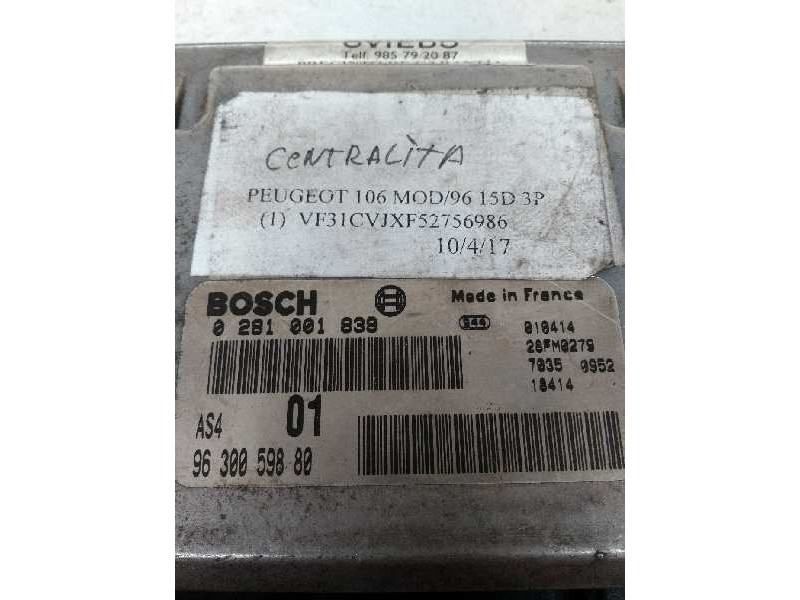 OVIEDO
Telf. 985 79 20 87
CENTRALITA
PEUGEOT 106 MOD/96 15D 3P
(1) VF31CVJXF52756986
10/4/17
BOSCH
Made in France
0 281 001 839
010414
28FM0279
7035 0952
18414
AS4
01
96 300 598 80